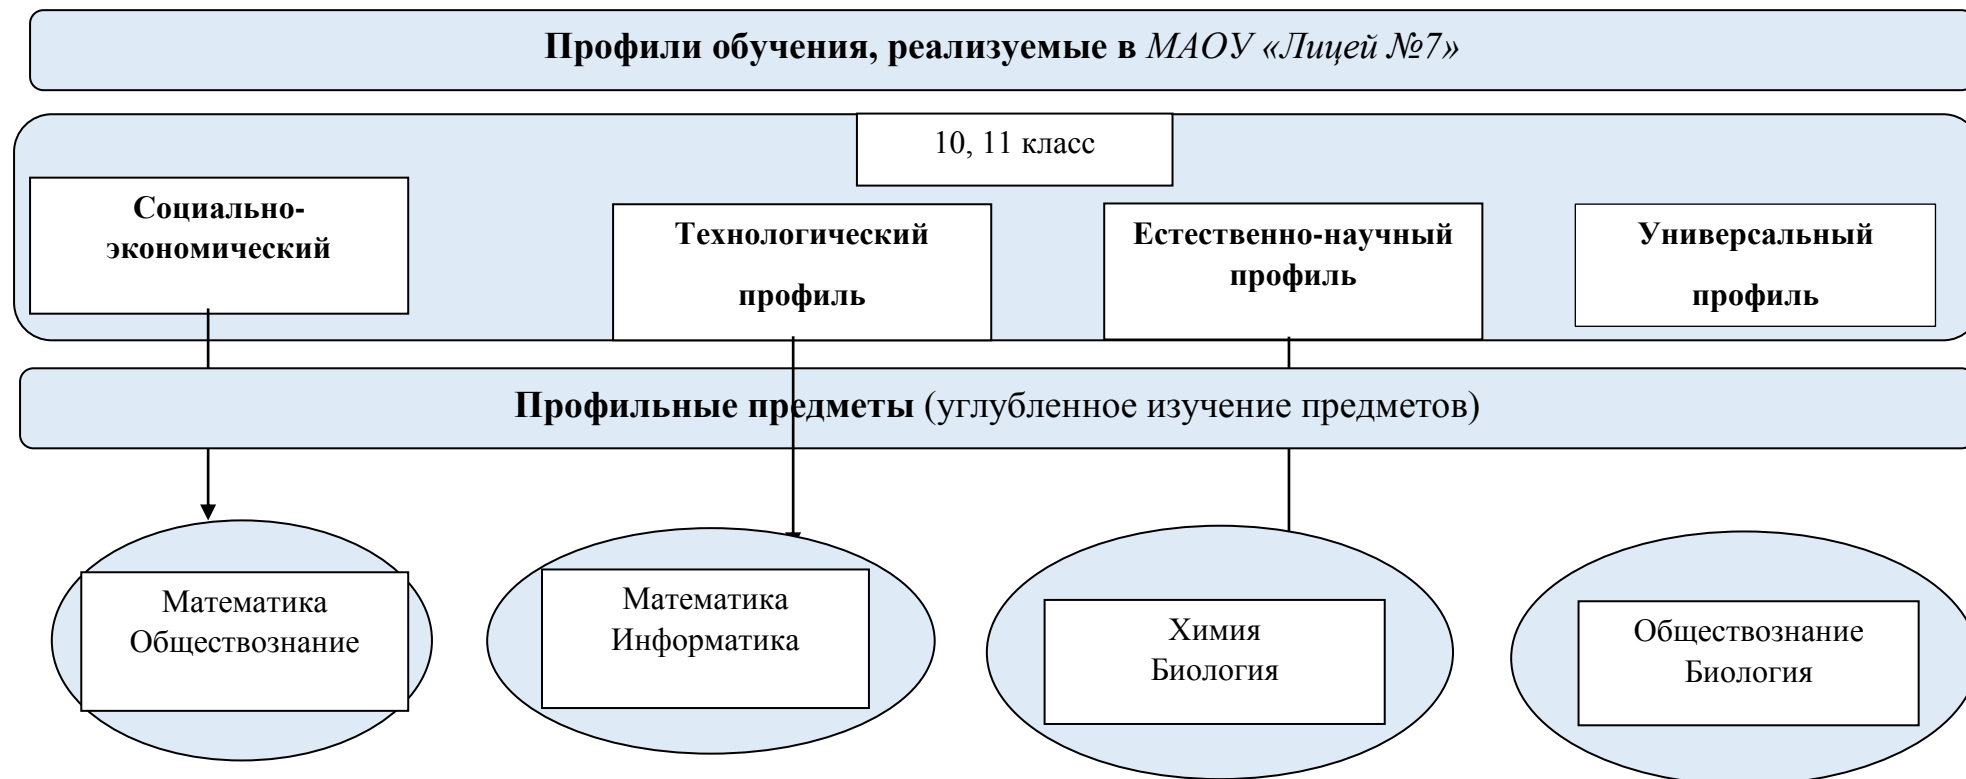 Профили обучения, реализуемые в МАОУ «Лицей №7»
10, 11 класс
Социально-
экономический
Технологический
профиль
Естественно-научный
профиль
Универсальный
профиль
Профильные предметы (углубленное изучение предметов)
Математика
Обществознание
Математика
Информатика
Химия
Биология
Обществознание
Биология